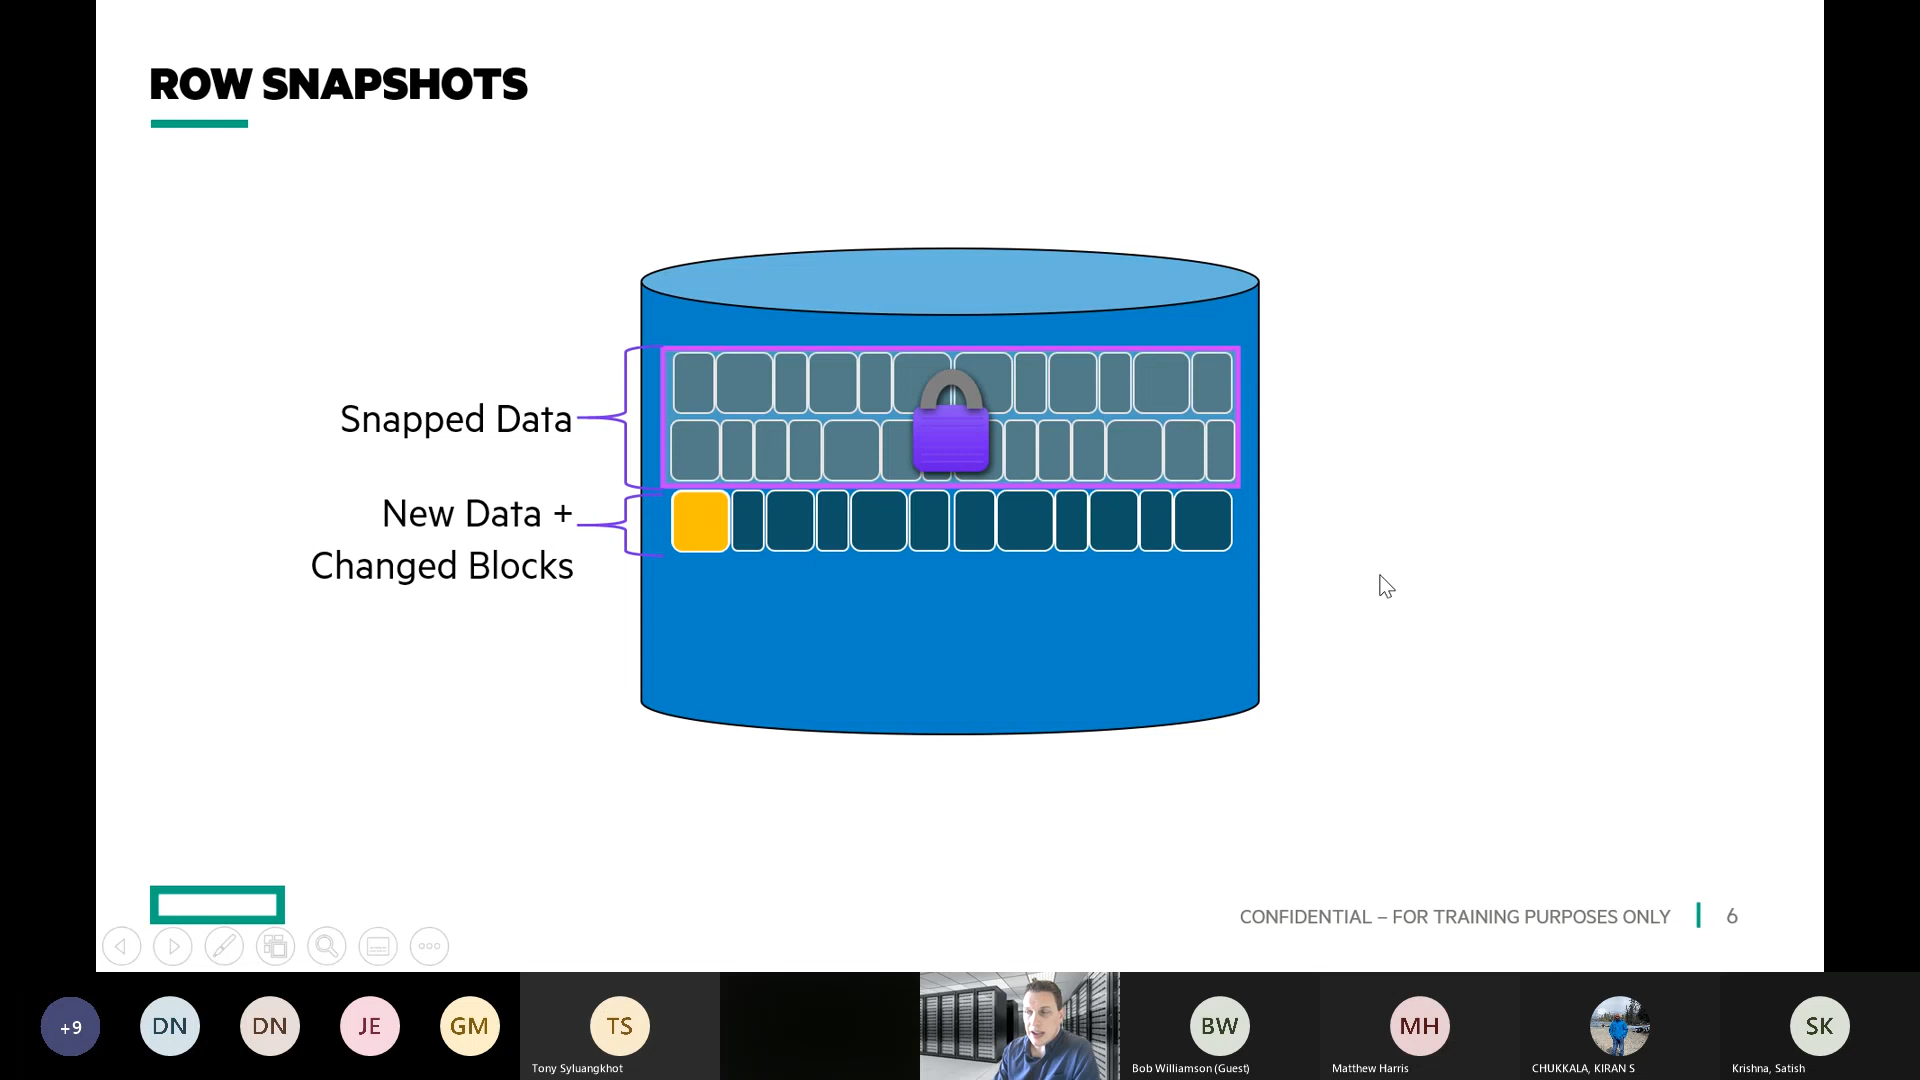 ROW SNAPSHOTS
Snapped Data
New Data +
Changed Blocks
CONFIDENTIAL – FOR TRAINING PURPOSES ONLY
6
+9
DN
DN
JE
GM
TS
BW
MH
SK
Tony Syluangkhot
Bob Williamson (Guest)
Matthew Harris
CHUKKALA, KIRAN S
Krishna, Satish